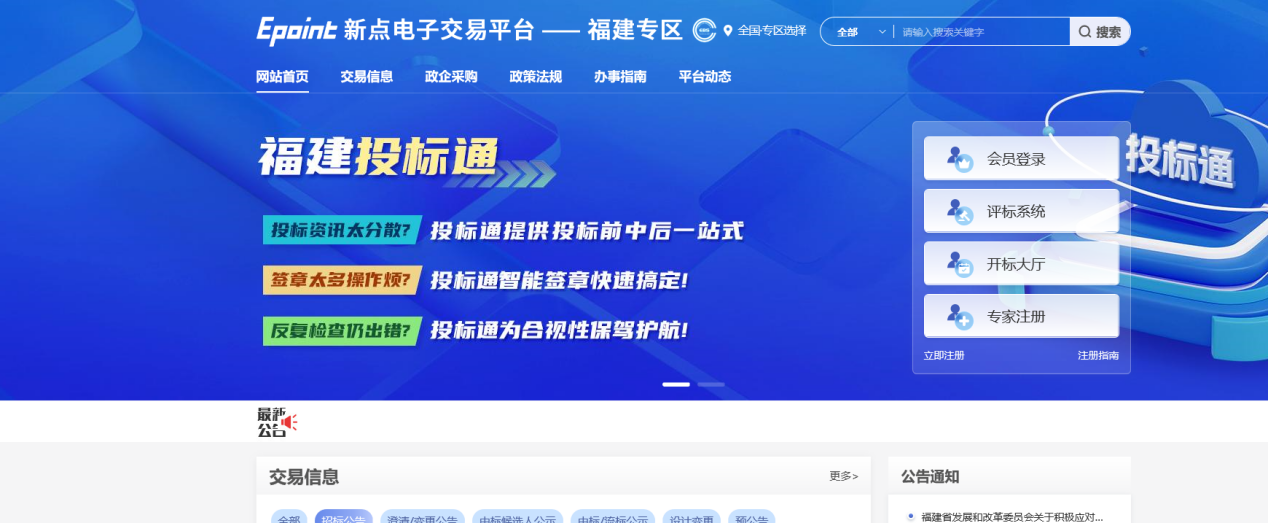 Epoint 新点电子交易平台 —— 福建专区 全国·专区选择 全部 请输入搜索关键字 搜索
网站首页 交易信息 政企采购 政策法规 办事指南 平台动态
福建投标通
投标资讯太分散? 投标通提供投标前中后一站式
签章太多操作烦? 投标通智能签章快速搞定!
反复检查仍出错? 投标通为合视性保驾护航!
投标通
会员登录
评标系统
开标大厅
专家注册
立即注册 注册指南
最新
公告
交易信息 更多>
全部 招标公告 澄清/变更公告 中标候选人公示 中标/流标公示 设计变更 预公告
公告通知
福建省发展和改革委员会关于积极应对...